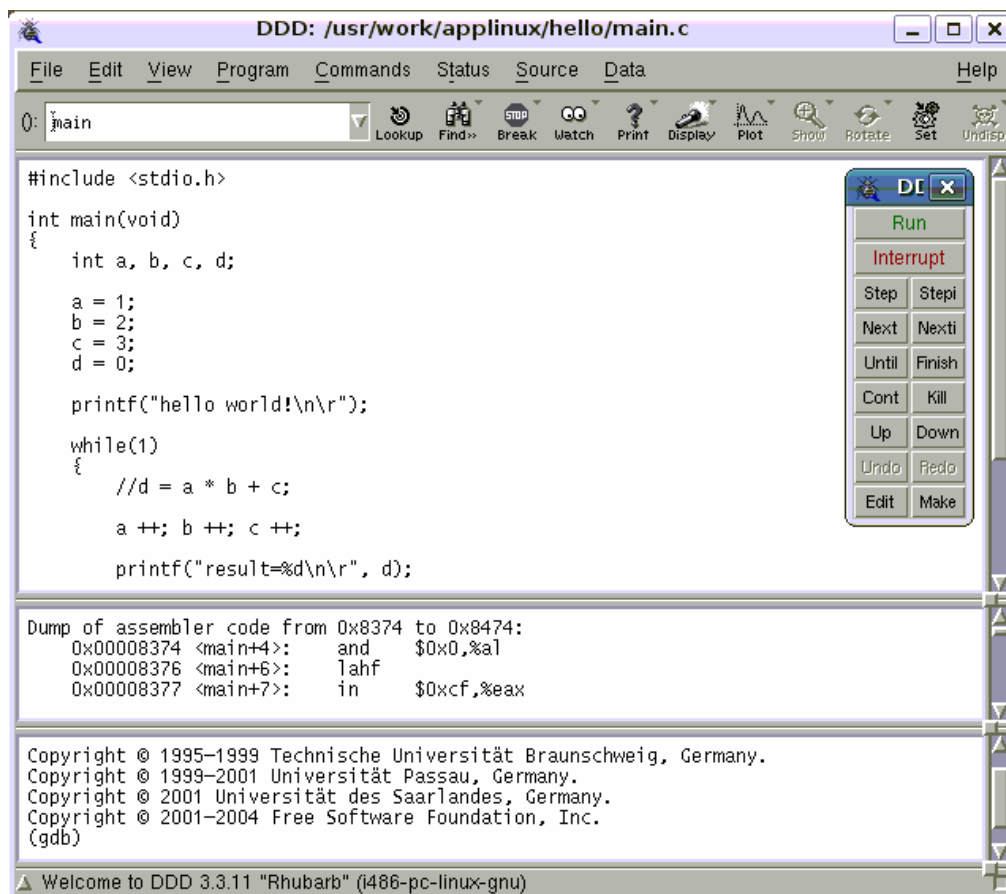 DDD: /usr/work/applinux/hello/main.c
File Edit View Program Commands Status Source Data Help
(): main
Lookup Find» Break Watch Print Display Plot Show Rotate Set Undisp
STOP
#include <stdio.h>
int main(void)
{
int a, b, c, d;
a = 1;
b = 2;
c = 3;
d = 0;
printf("hello world!\n\r");
while(1)
{
//d = a * b + c;
a ++; b ++; c ++;
printf("result=%d\n\r", d);
DD
Run
Interrupt
Step Stepi
Next Nexti
Until Finish
Cont Kill
Up Down
Undo Redo
Edit Make
Dump of assembler code from 0x8374 to 0x8474:
0x00008374 <main+4>: and $0x0,%al
0x00008376 <main+6>: lahf
0x00008377 <main+7>: in $0xcf,%eax
Copyright © 1995-1999 Technische Universität Braunschweig, Germany.
Copyright © 1999-2001 Universität Passau, Germany.
Copyright © 2001 Universität des Saarlandes, Germany.
Copyright © 2001-2004 Free Software Foundation, Inc.
(gdb)
Welcome to DDD 3.3.11 "Rhubarb" (i486-pc-linux-gnu)